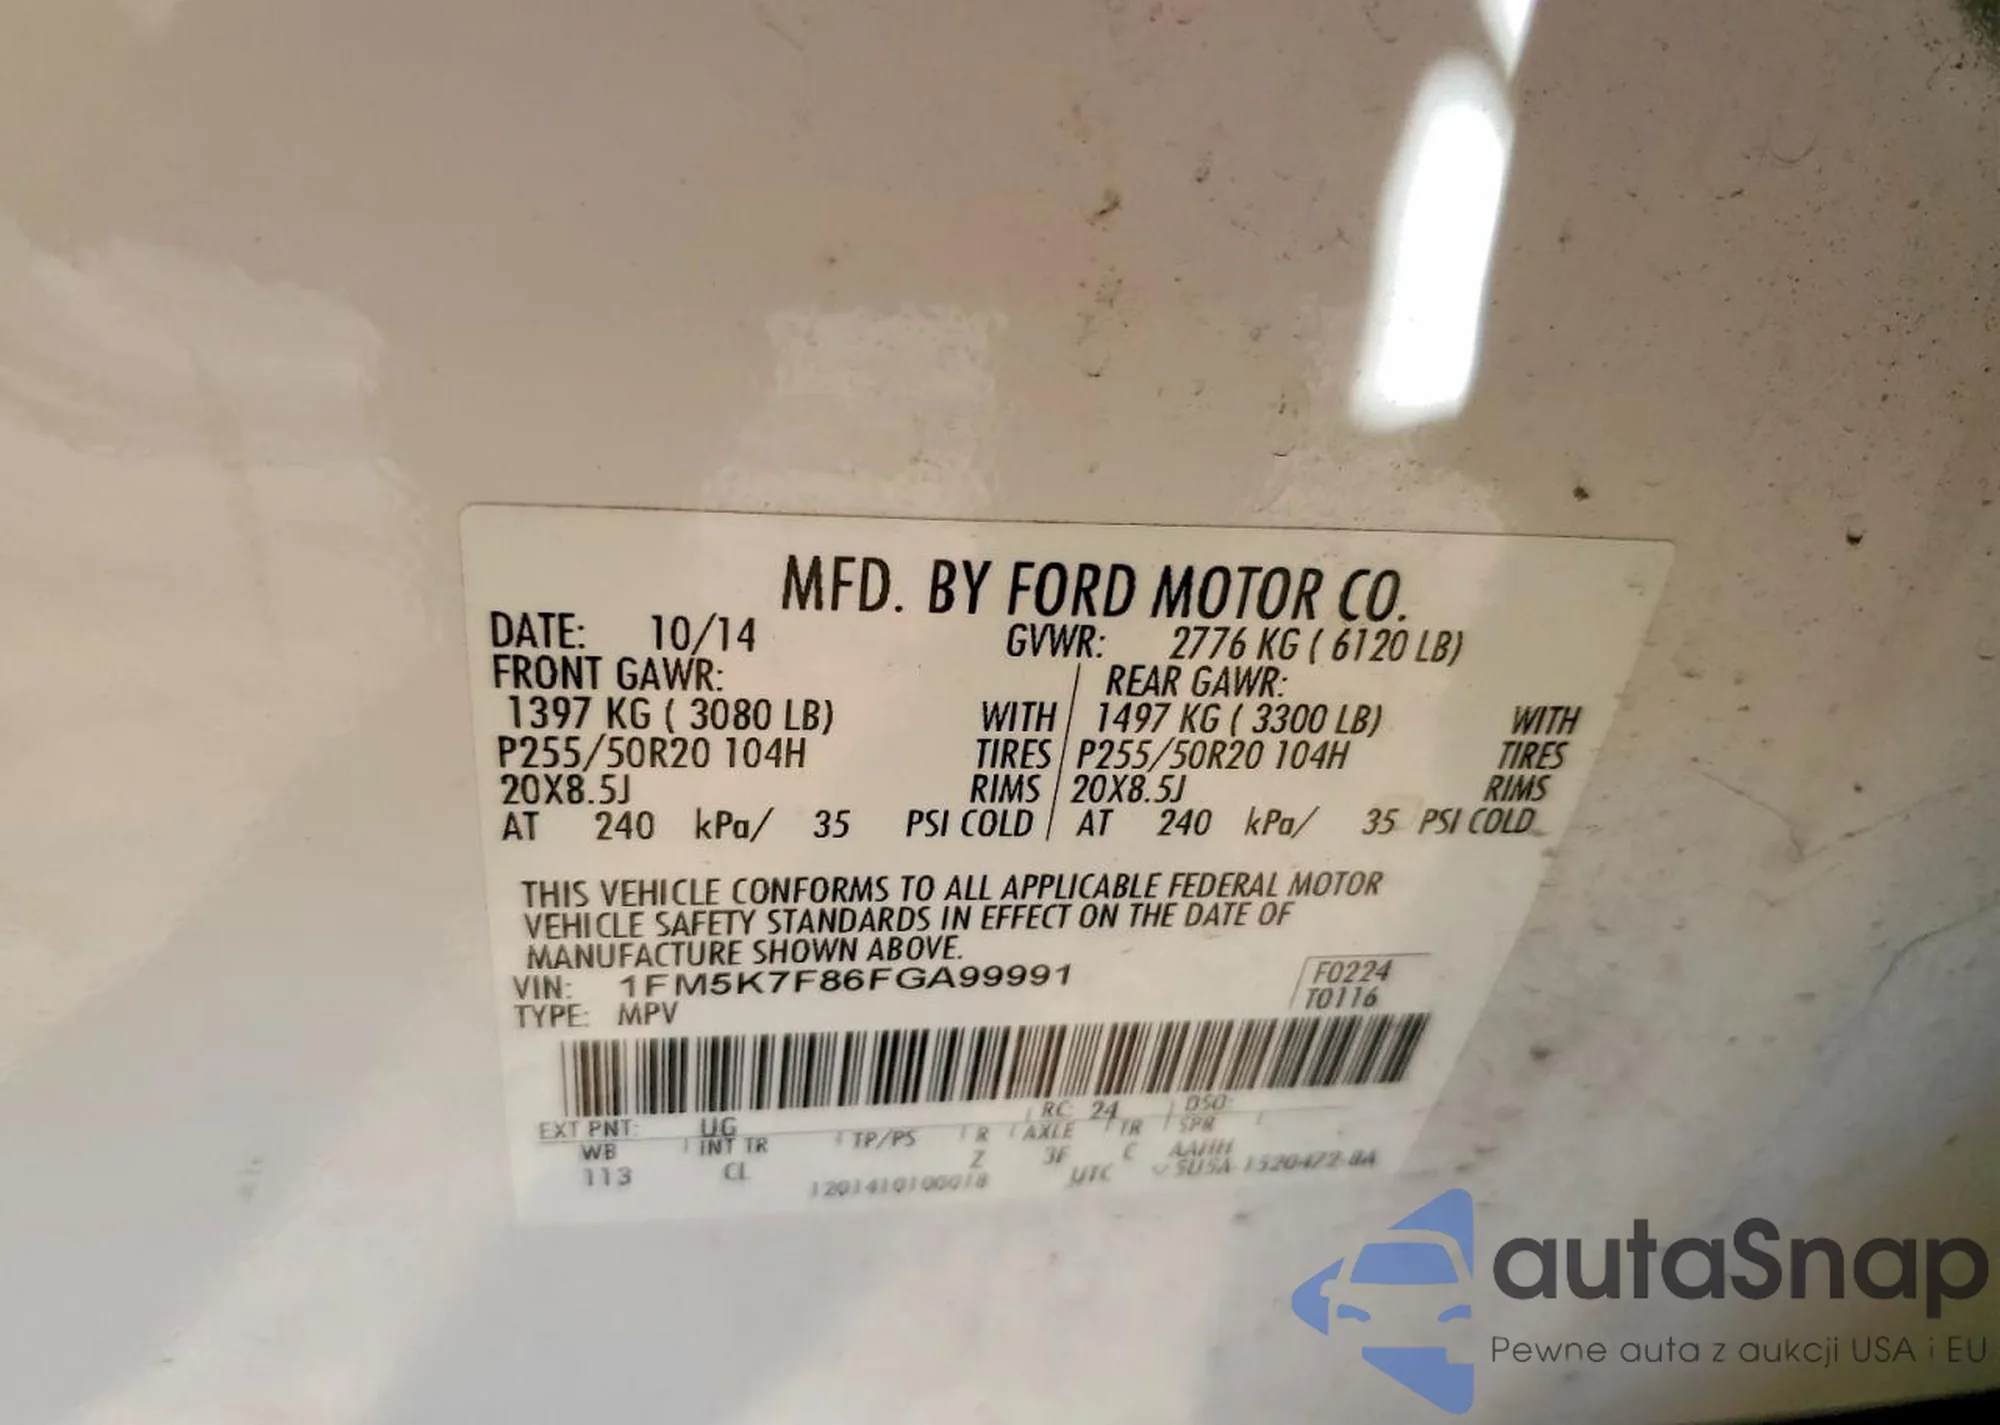 MFD. BY FORD MOTOR CO.
DATE: 10/14 GVWR: 2776 KG ( 6120 LB)
FRONT GAWR: REAR GAWR:
1397 KG ( 3080 LB) WITH 1497 KG ( 3300 LB) WITH
P255/50R20 104H TIRES P255/50R20 104H TIRES
20X8.5J RIMS 20X8.5J RIMS
AT 240 kPa/ 35 PSI COLD AT 240 kPa/ 35 PSI COLD
THIS VEHICLE CONFORMS TO ALL APPLICABLE FEDERAL MOTOR
VEHICLE SAFETY STANDARDS IN EFFECT ON THE DATE OF
MANUFACTURE SHOWN ABOVE.
VIN: 1FM5K7F86FGA99991 F0224
TYPE: MPV T0116
EXT PNT: UG RC: 24 DSO:
WB INT TR TP/PS R AXLE TR SPR
113 CL Z 3F C AAHH
UTC
autaSnap
Pewne auta z aukcji USA i EU